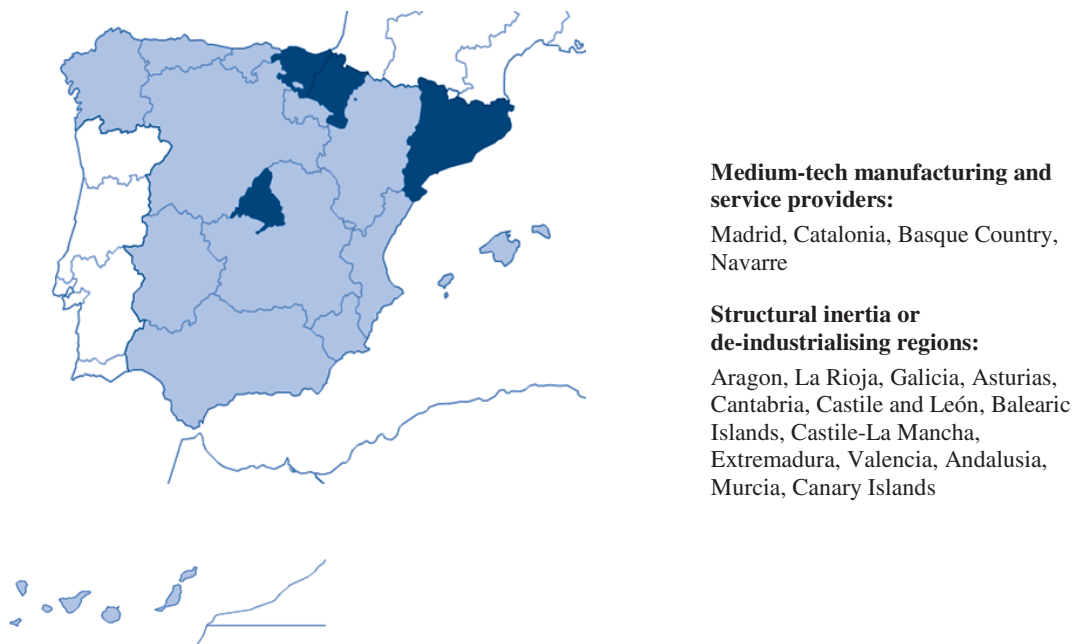 Medium-tech manufacturing and
service providers:
Madrid, Catalonia, Basque Country,
Navarre
Structural inertia or
de-industrialising regions:
Aragon, La Rioja, Galicia, Asturias,
Cantabria, Castile and León, Balearic
Islands, Castile-La Mancha,
Extremadura, Valencia, Andalusia,
Murcia, Canary Islands